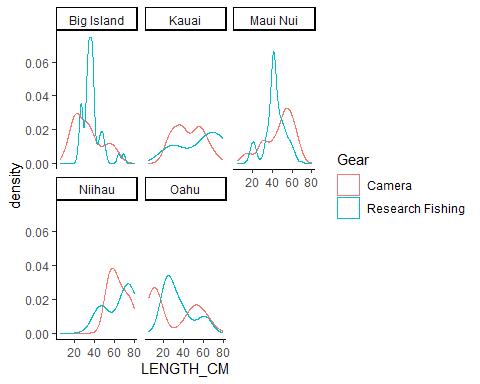 Big Island
Kauai
Maui Nui
0.06
0.04
0.02
0.00
20 40 60 80
density
Niihau
Oahu
0.06
0.04
0.02
0.00
20 40 60 80
20 40 60 80
LENGTH_CM
Gear
Camera
Research Fishing